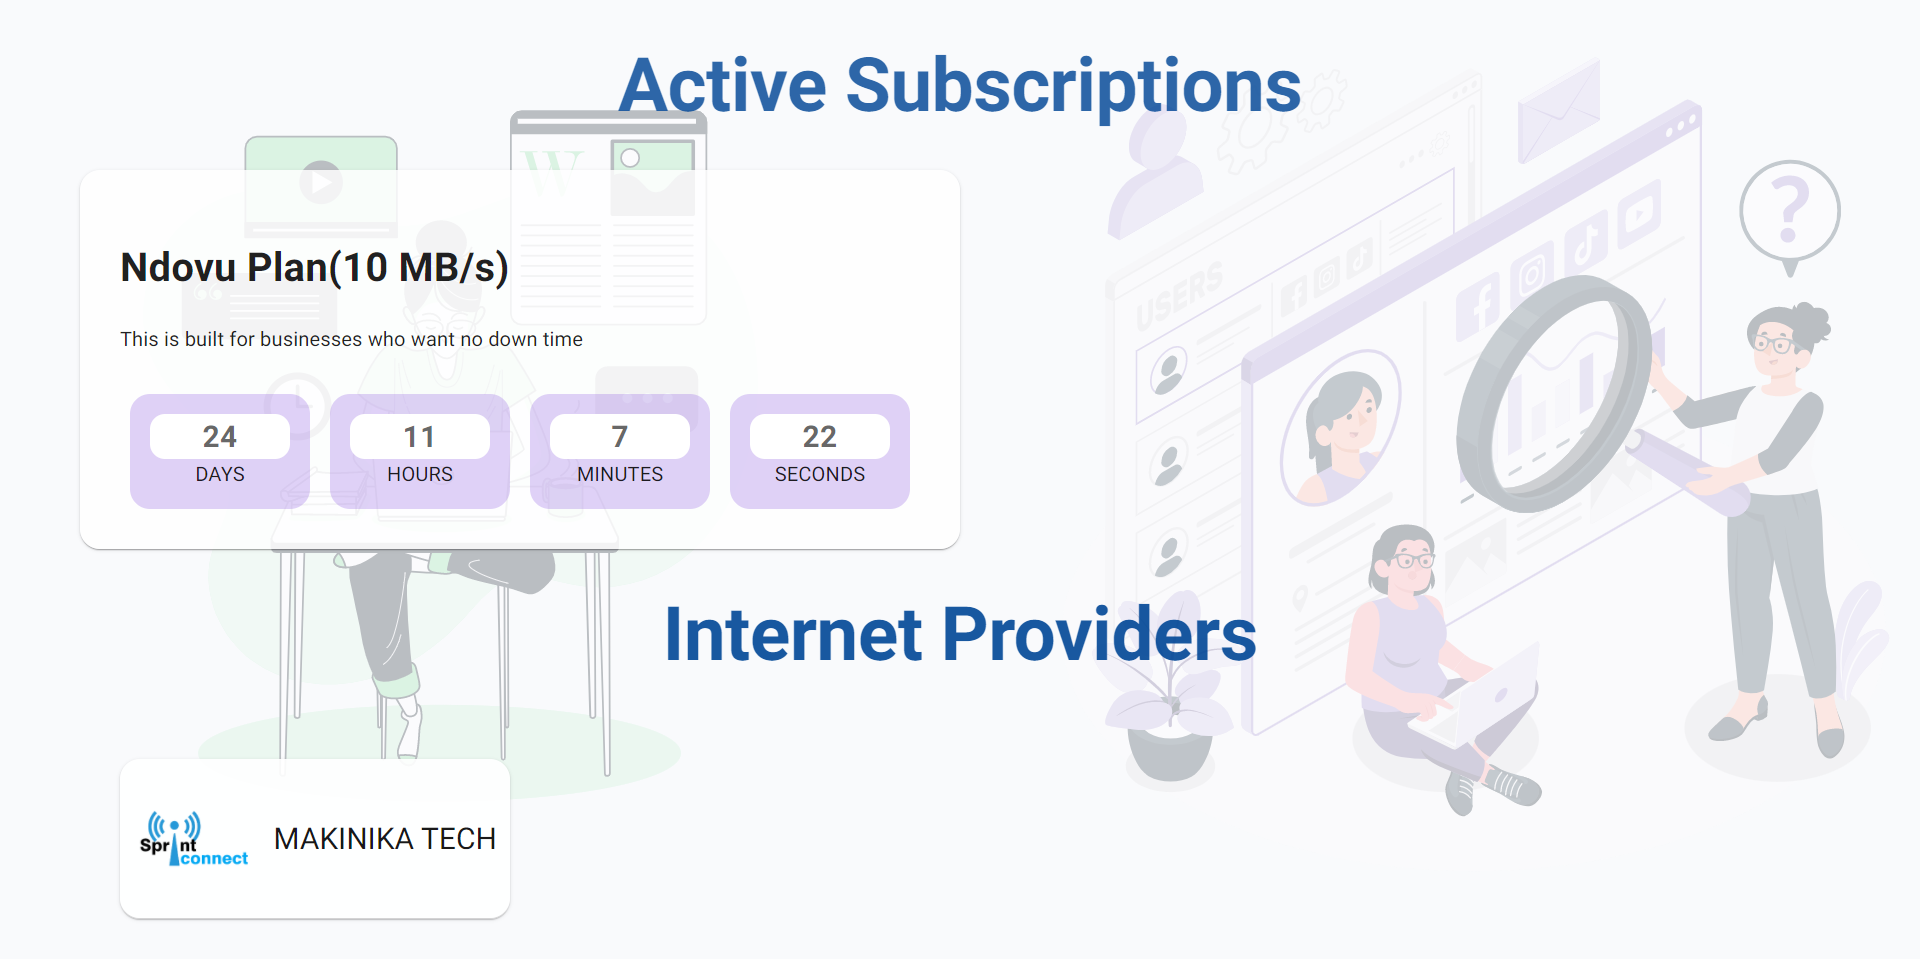 Active Subscriptions
W
Ndovu Plan(10 MB/s)
This is built for businesses who want no down time
24
DAYS
11
HOURS
7
MINUTES
22
SECONDS
USERS
?
Internet Providers
Sprint
connect
MAKINIKA TECH